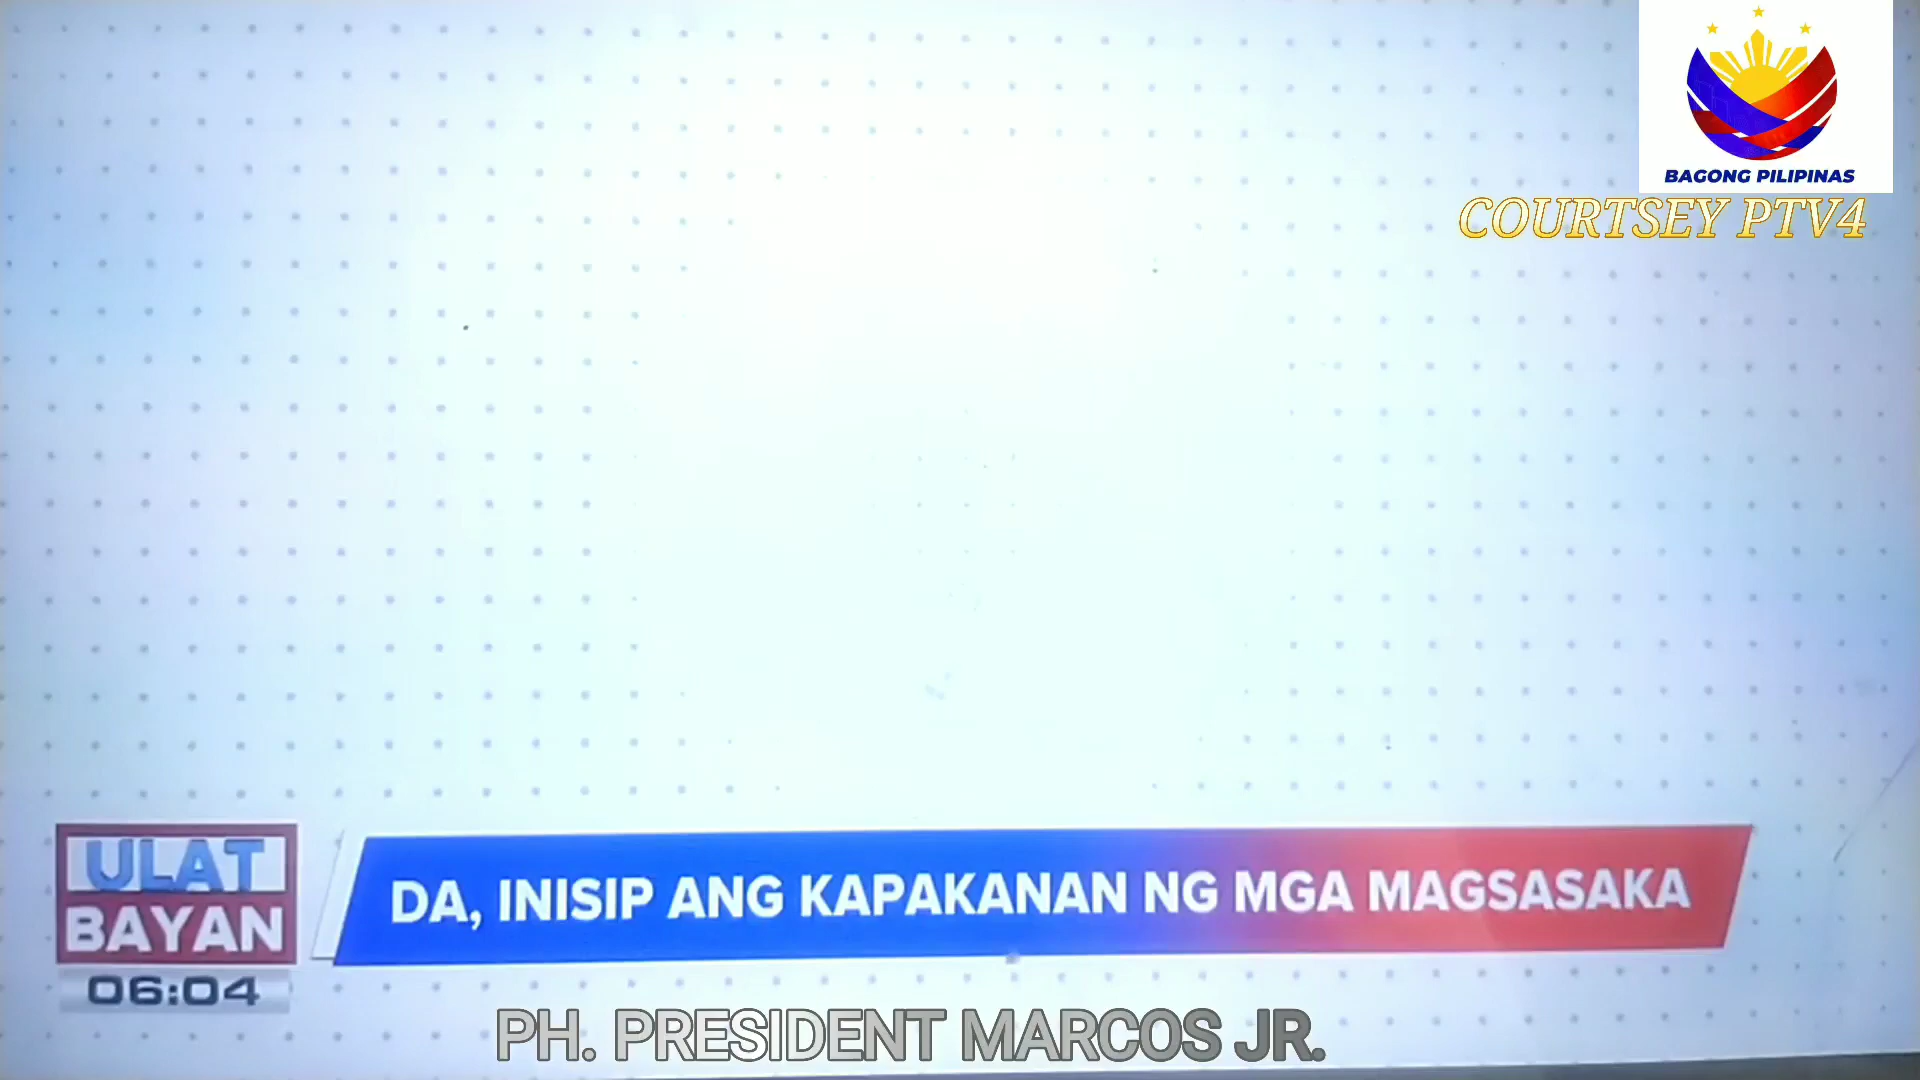 BAGONG PILIPINAS
COURTSEY PTV4
ULAT
BAYAN
DA, INISIP ANG KAPAKANAN NG MGA MAGSASAKA
06:04
PH. PRESIDENT MARCOS JR.